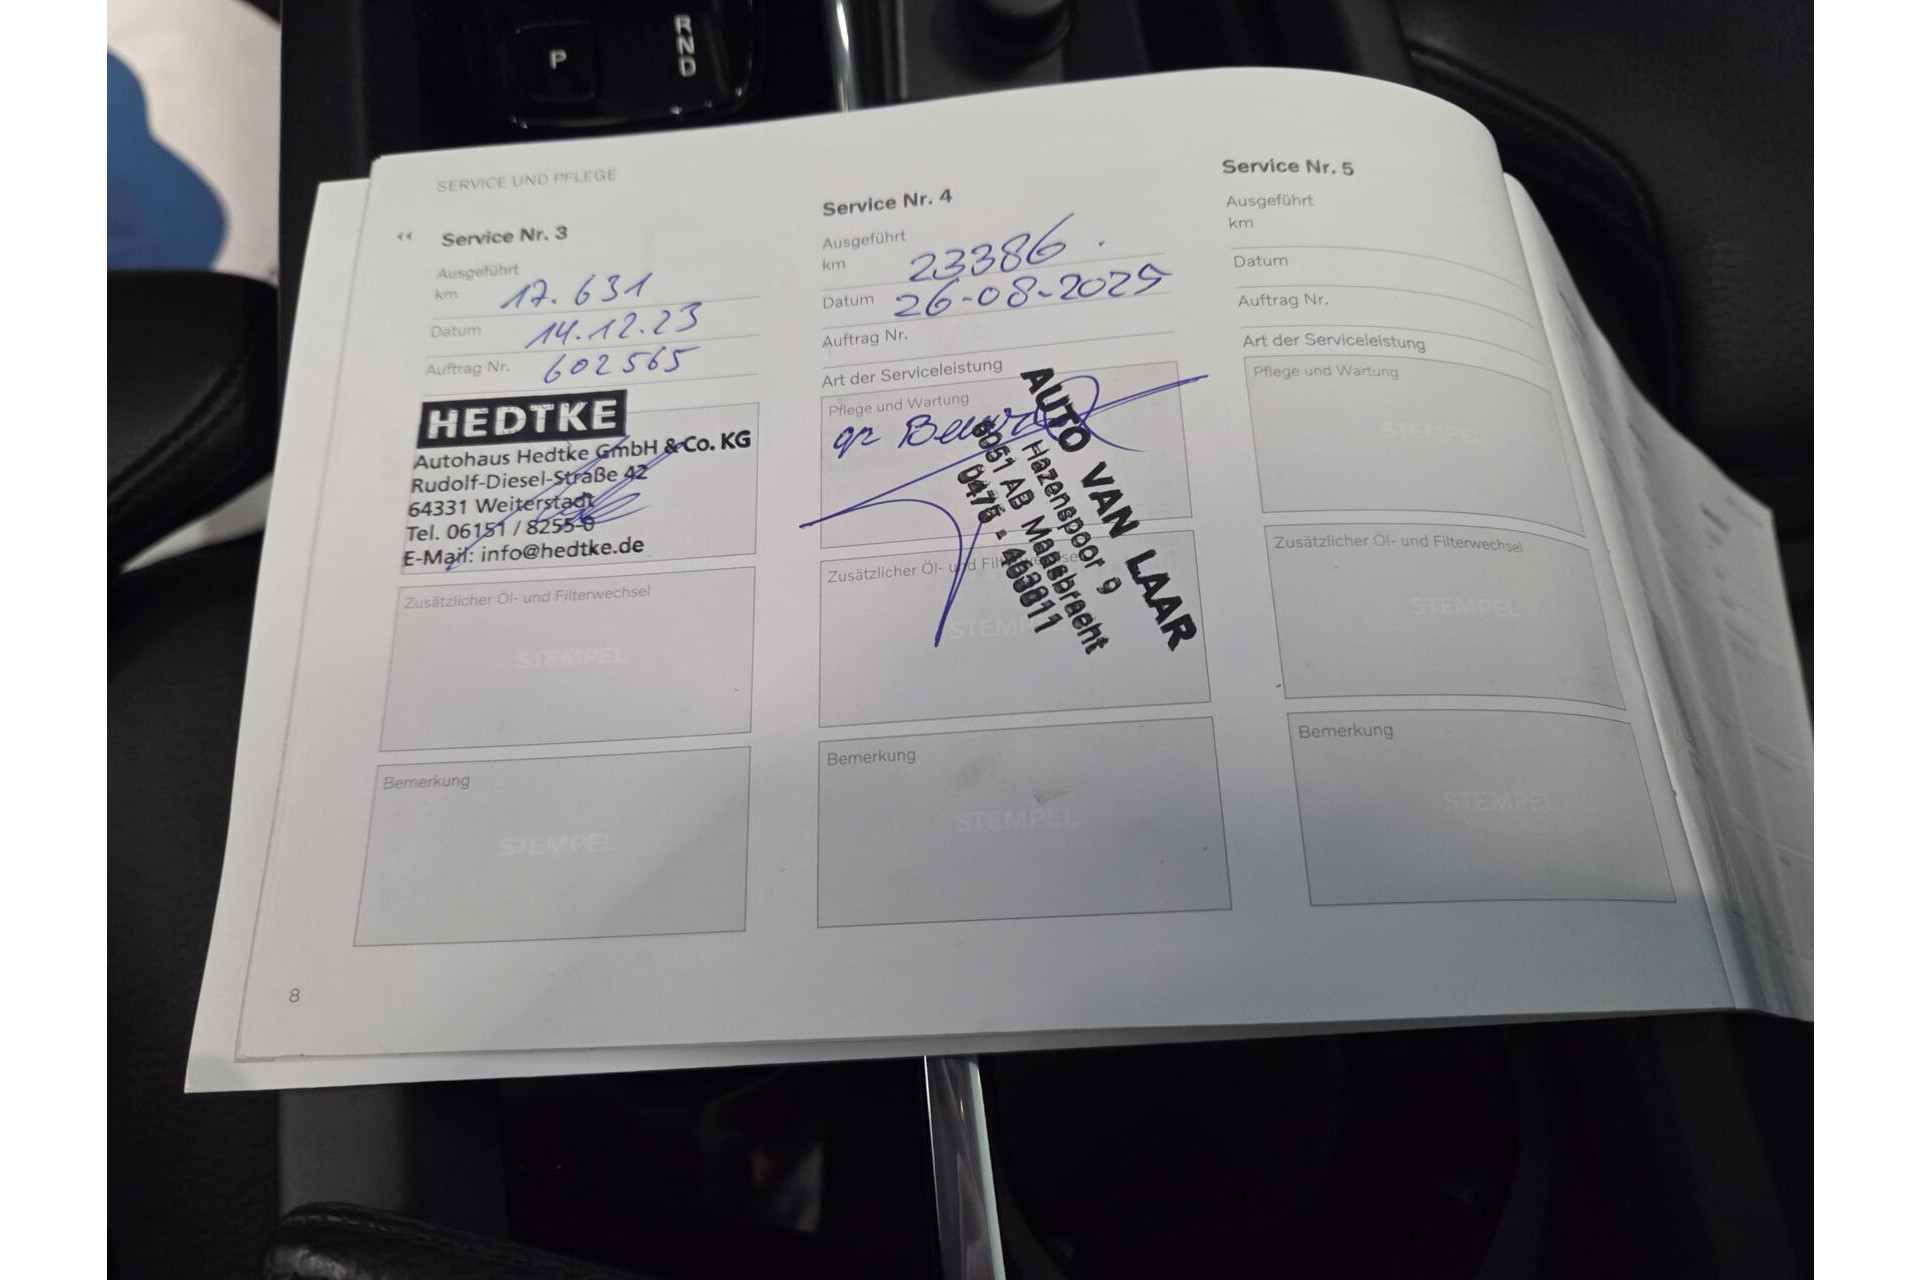 P
R
N
D
SERVICE UND PFLEGE
<< Service Nr. 3
Ausgeführt
km 17.631
Datum 14.12.23
Auftrag Nr. 602565
HEDTKE
Autohaus Hedtke GmbH & Co. KG
Rudolf-Diesel-Straße 42
64331 Weiterstadt
Tel. 06151 / 8255-0
E-Mail: info@hedtke.de
Zusätzlicher Öl- und Filterwechsel
STEMPEL
Bemerkung
STEMPEL
8
Service Nr. 4
Ausgeführt
km 23386.
Datum 26-08-2025
Auftrag Nr.
Art der Serviceleistung
Pflege und Wartung
AUTO VAN LAAR
Hazenspoor 9
6051 AB Maasbracht
0475 - 463811
Zusätzlicher Öl- und Filterwechsel
STEMPEL
Bemerkung
STEMPEL
Service Nr. 5
Ausgeführt
km
Datum
Auftrag Nr.
Art der Serviceleistung
Pflege und Wartung
STEMPEL
Zusätzlicher Öl- und Filterwechsel
STEMPEL
Bemerkung
STEMPEL